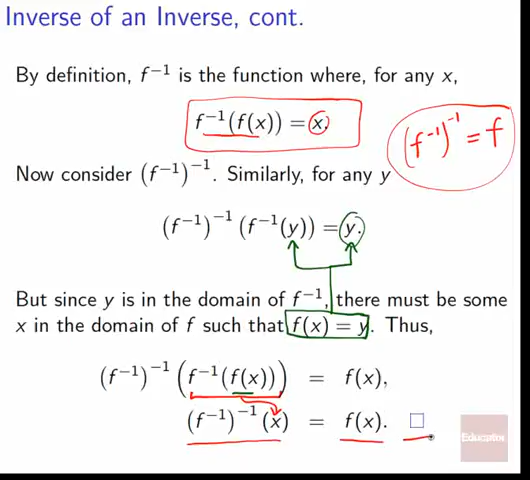 Inverse of an Inverse, cont.
By definition, f⁻¹ is the function where, for any x,
f⁻¹(f(x)) = x.
(f⁻¹)⁻¹ = f
Now consider (f⁻¹)⁻¹. Similarly, for any y
(f⁻¹)⁻¹ (f⁻¹(y)) = y.
But since y is in the domain of f⁻¹, there must be some
x in the domain of f such that f(x) = y. Thus,
(f⁻¹)⁻¹ (f⁻¹(f(x))) = f(x),
(f⁻¹)⁻¹ (x) = f(x). □
Educator